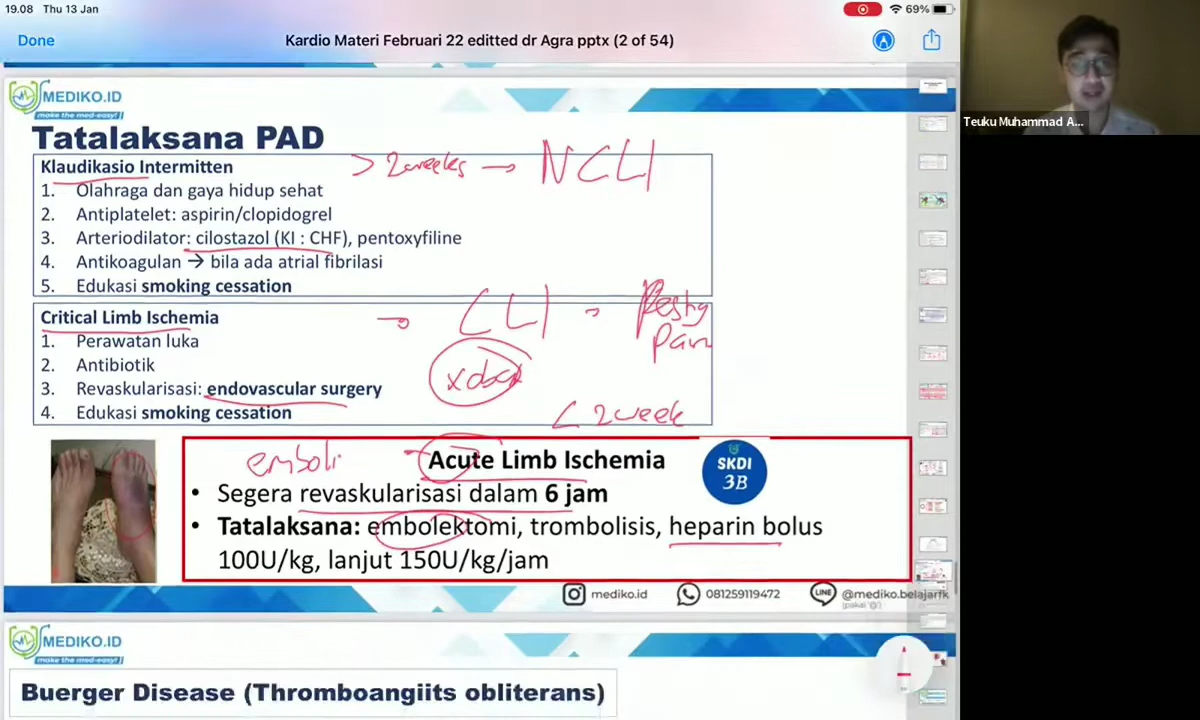 19.08 Thu 13 Jan
69%
Done
Kardio Materi Februari 22 editted dr Agra pptx (2 of 54)
MEDIKO.ID
make the med-easy!
Tatalaksana PAD
Klaudikasio Intermitten
> 2 weeks → NCLI
1. Olahraga dan gaya hidup sehat
2. Antiplatelet: aspirin/clopidogrel
3. Arteriodilator: cilostazol (KI : CHF), pentoxyfiline
4. Antikoagulan → bila ada atrial fibrilasi
5. Edukasi smoking cessation
Critical Limb Ischemia
→ CLI
Pain
1. Perawatan luka
2. Antibiotik
3. Revaskularisasi: endovascular surgery
4. Edukasi smoking cessation
< 2 week
emboli
Acute Limb Ischemia
SKDI
3B
• Segera revaskularisasi dalam 6 jam
• Tatalaksana: embolektomi, trombolisis, heparin bolus
100U/kg, lanjut 150U/kg/jam
mediko.id
081259119472
LINE
@mediko.belajarfk
(pakai '@')
MEDIKO.ID
make the med-easy!
Buerger Disease (Thromboangiits obliterans)
Teuku Muhammad A...